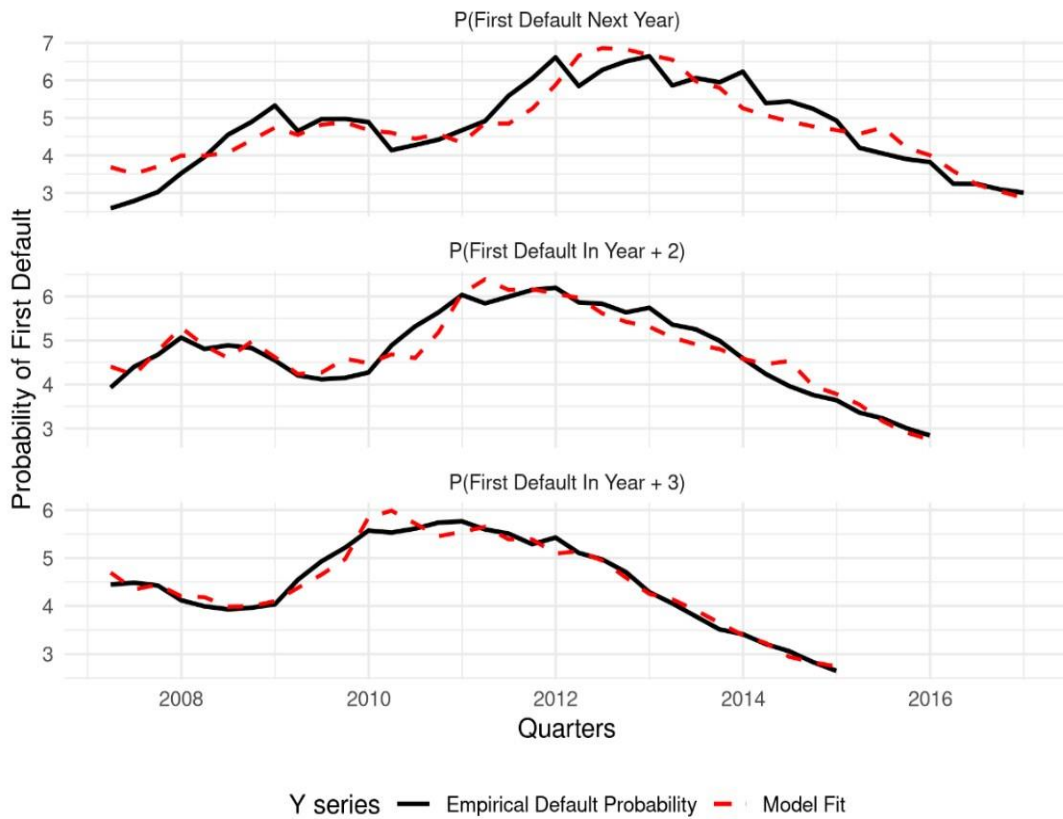 P(First Default Next Year)
7
6
5
4
3
P(First Default In Year + 2)
6
5
4
3
P(First Default In Year + 3)
6
5
4
3
Probability of First Default
2008 2010 2012 2014 2016
Quarters
Y series Empirical Default Probability Model Fit